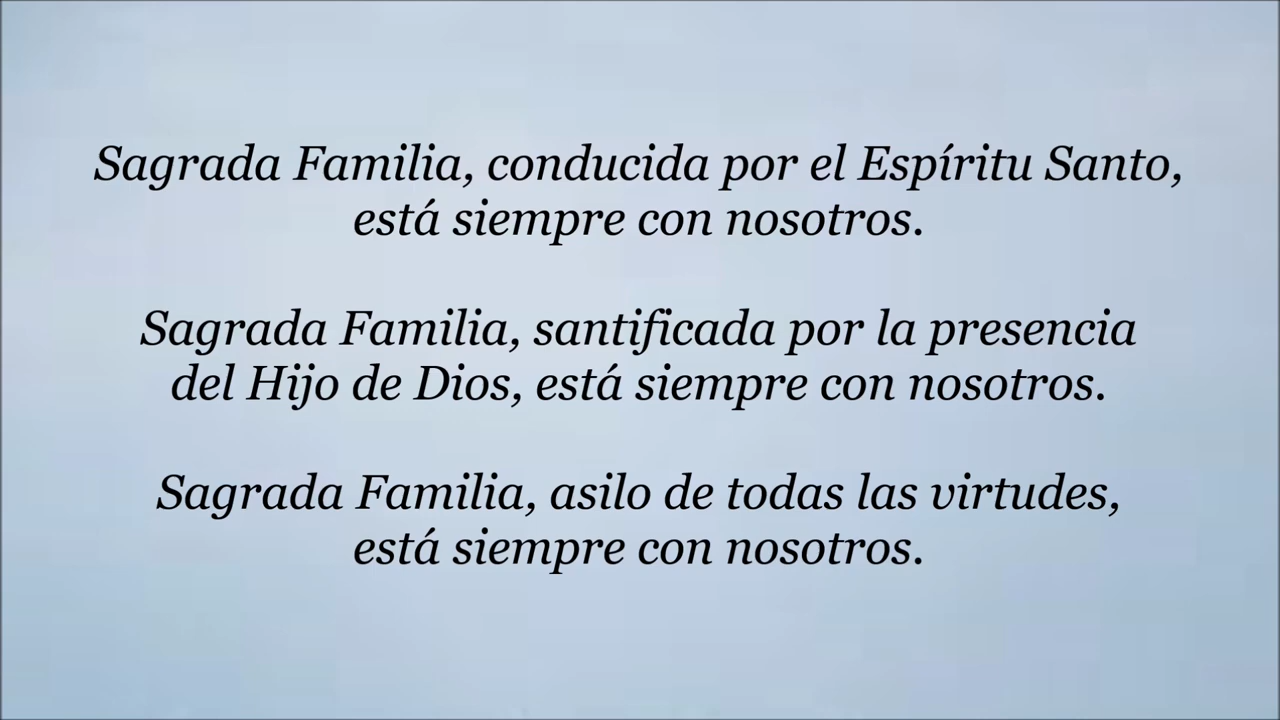 Sagrada Familia, conducida por el Espíritu Santo,
está siempre con nosotros.
Sagrada Familia, santificada por la presencia
del Hijo de Dios, está siempre con nosotros.
Sagrada Familia, asilo de todas las virtudes,
está siempre con nosotros.